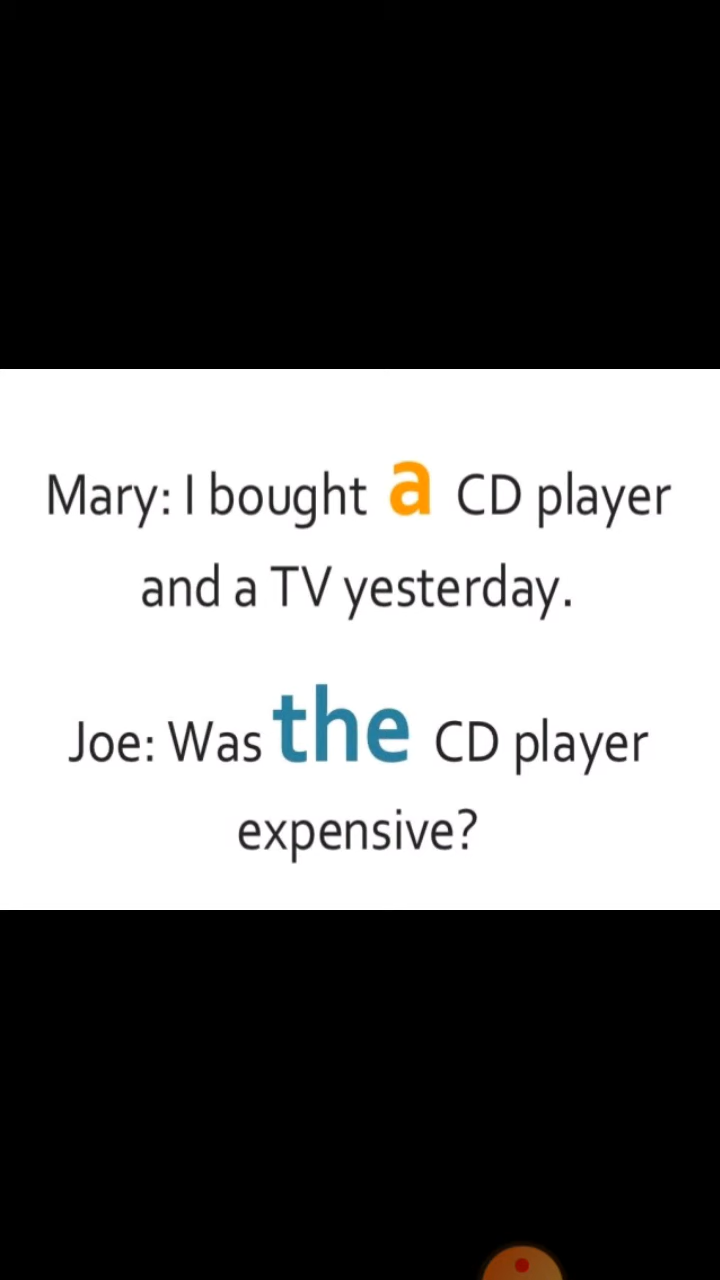 Mary: I bought a CD player
and a TV yesterday.
Joe: Was the CD player
expensive?